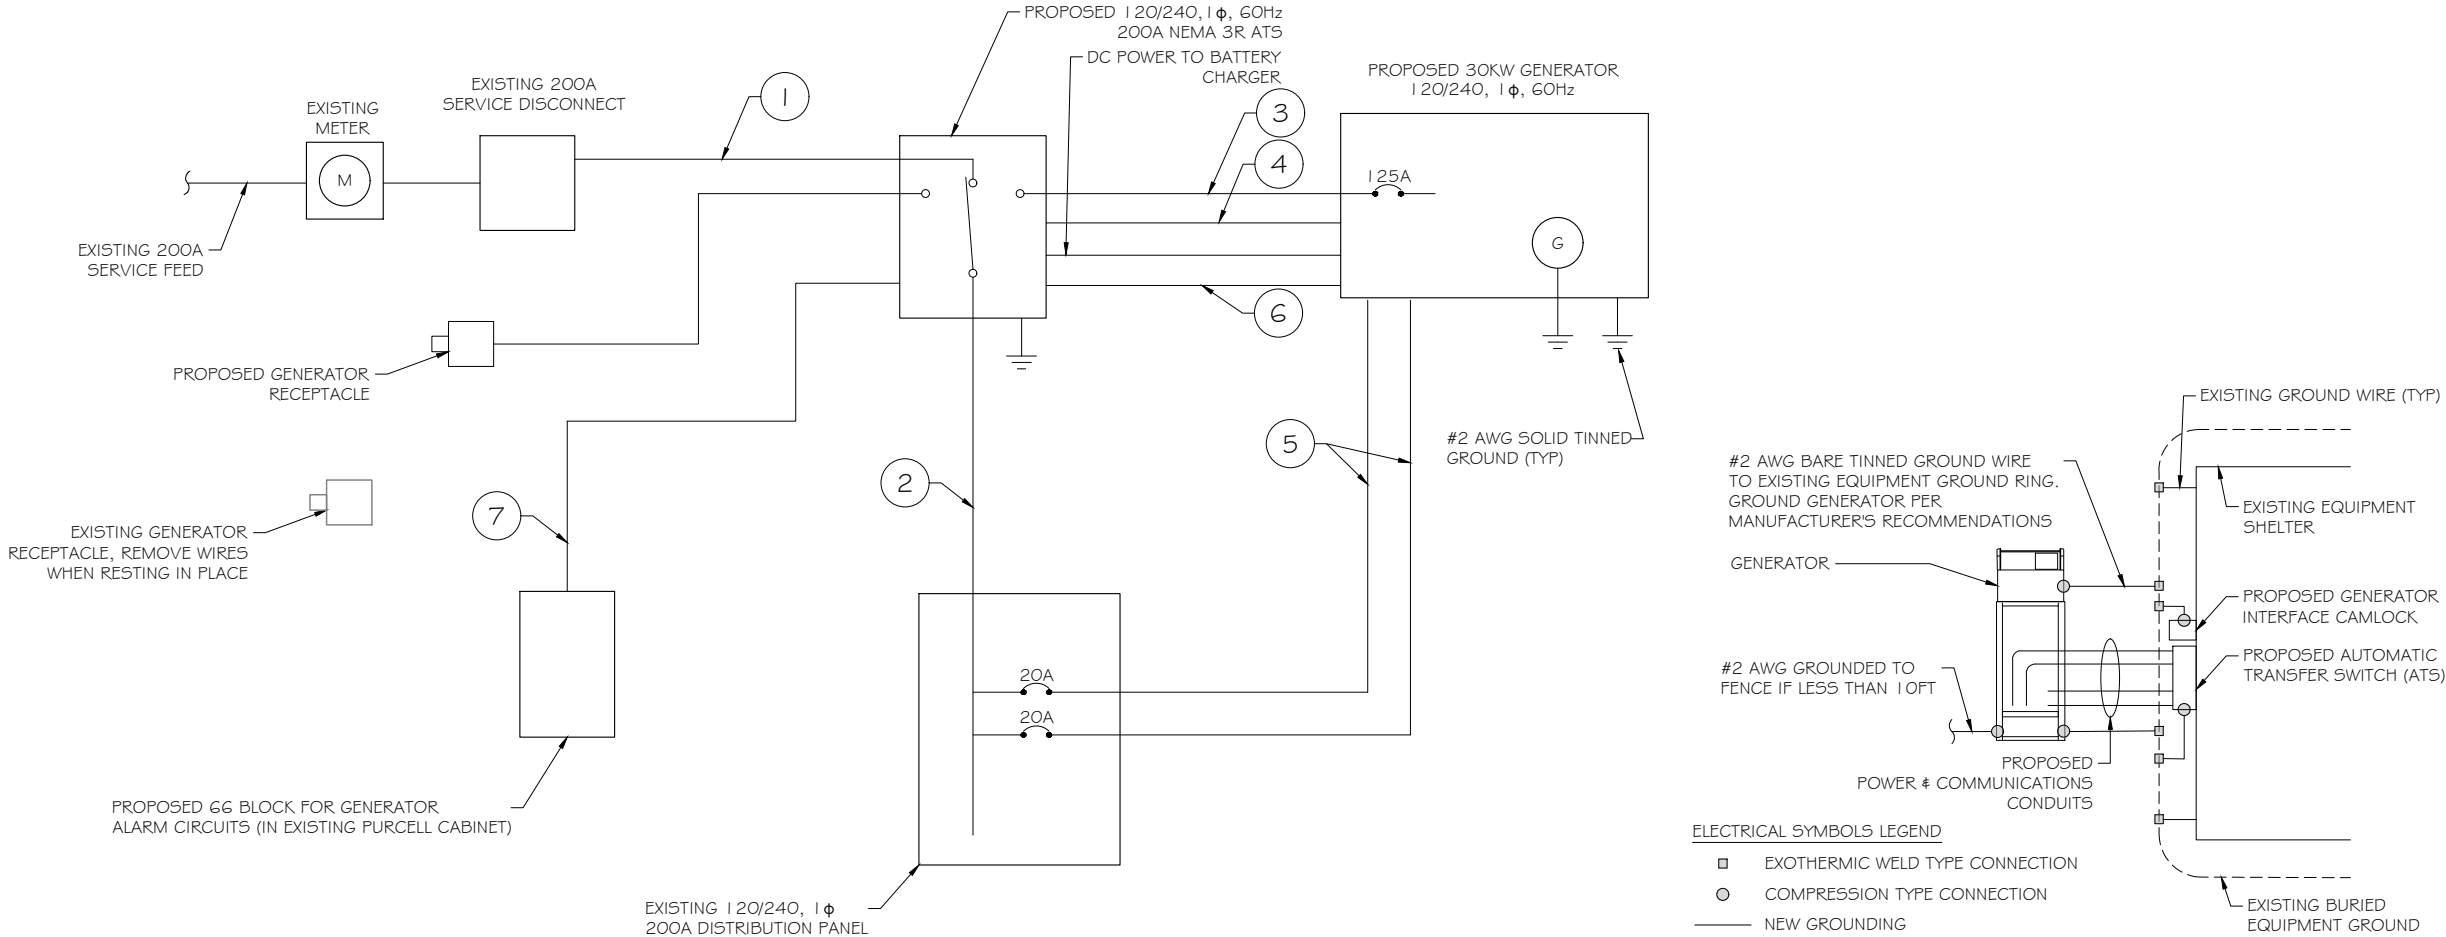 PROPOSED 120/240,1ϕ, 60Hz
200A NEMA 3R ATS
DC POWER TO BATTERY
CHARGER
PROPOSED 30KW GENERATOR
120/240, 1ϕ, 60Hz
EXISTING 200A
SERVICE DISCONNECT
EXISTING
METER
M
1
3
4
125A
G
6
EXISTING 200A
SERVICE FEED
PROPOSED GENERATOR
RECEPTACLE
EXISTING GENERATOR
RECEPTACLE, REMOVE WIRES
WHEN RESTING IN PLACE
7
2
5
#2 AWG SOLID TINNED
GROUND (TYP)
20A
20A
PROPOSED 66 BLOCK FOR GENERATOR
ALARM CIRCUITS (IN EXISTING PURCELL CABINET)
EXISTING 120/240, 1ϕ
200A DISTRIBUTION PANEL
EXISTING GROUND WIRE (TYP)
#2 AWG BARE TINNED GROUND WIRE
TO EXISTING EQUIPMENT GROUND RING.
GROUND GENERATOR PER
MANUFACTURER'S RECOMMENDATIONS
EXISTING EQUIPMENT
SHELTER
GENERATOR
PROPOSED GENERATOR
INTERFACE CAMLOCK
PROPOSED AUTOMATIC
TRANSFER SWITCH (ATS)
#2 AWG GROUNDED TO
FENCE IF LESS THAN 10FT
PROPOSED
POWER & COMMUNICATIONS
CONDUITS
ELECTRICAL SYMBOLS LEGEND
EXOTHERMIC WELD TYPE CONNECTION
COMPRESSION TYPE CONNECTION
NEW GROUNDING
EXISTING BURIED
EQUIPMENT GROUND